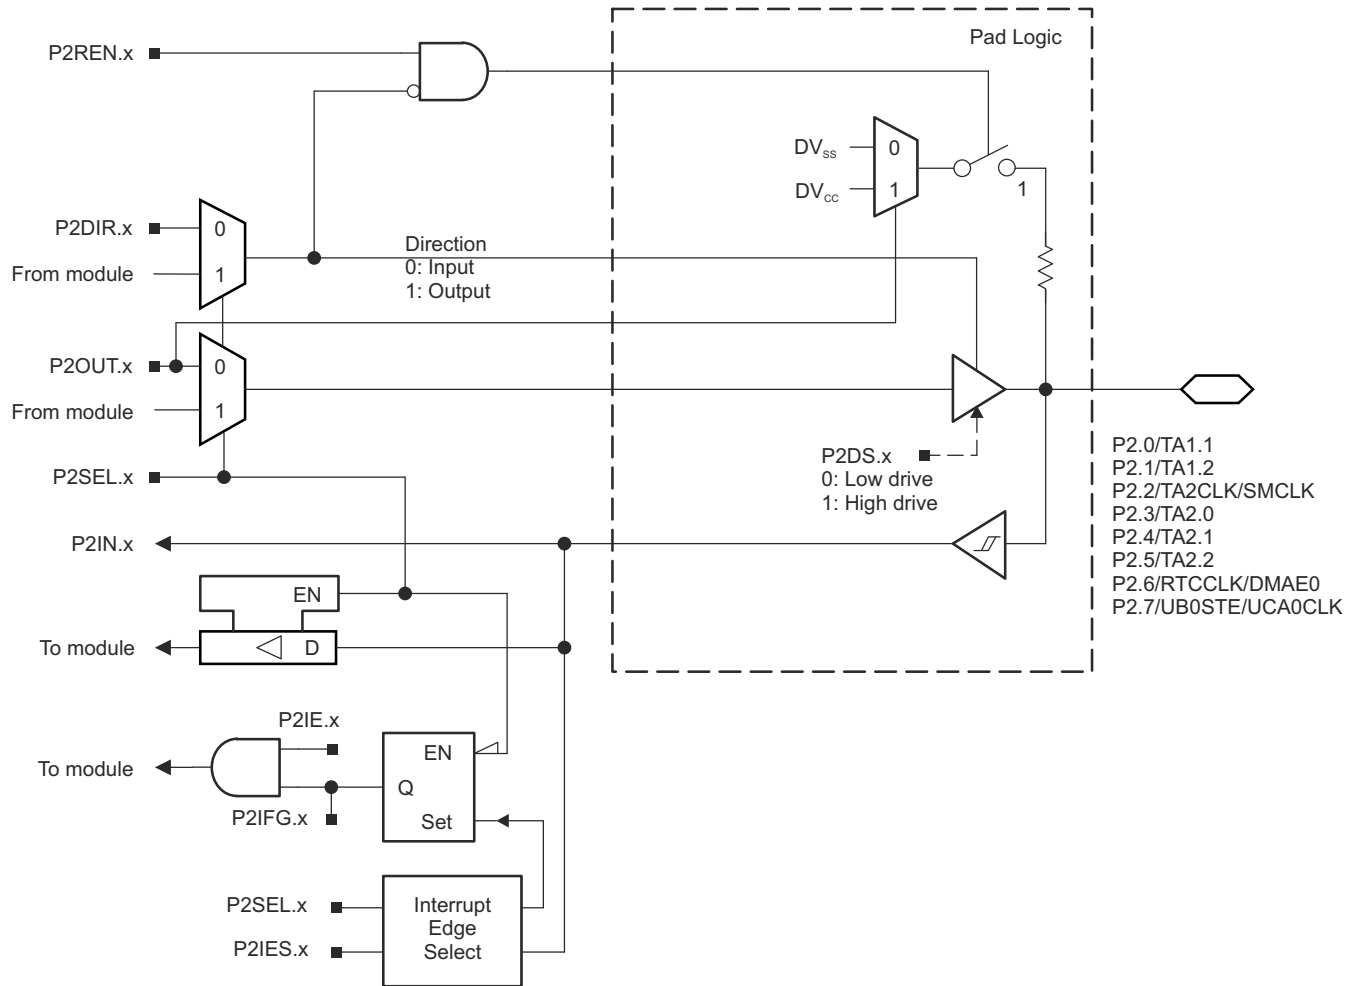 Pad Logic
P2REN.x
DVSS
0
DVCC
1
1
P2DIR.x
0
From module
1
Direction
0: Input
1: Output
P2OUT.x
0
From module
1
P2SEL.x
P2DS.x
0: Low drive
1: High drive
P2.0/TA1.1
P2.1/TA1.2
P2.2/TA2CLK/SMCLK
P2.3/TA2.0
P2.4/TA2.1
P2.5/TA2.2
P2.6/RTCCLK/DMAE0
P2.7/UB0STE/UCA0CLK
P2IN.x
EN
To module
D
P2IE.x
EN
To module
Q
P2IFG.x
Set
P2SEL.x
P2IES.x
Interrupt
Edge
Select